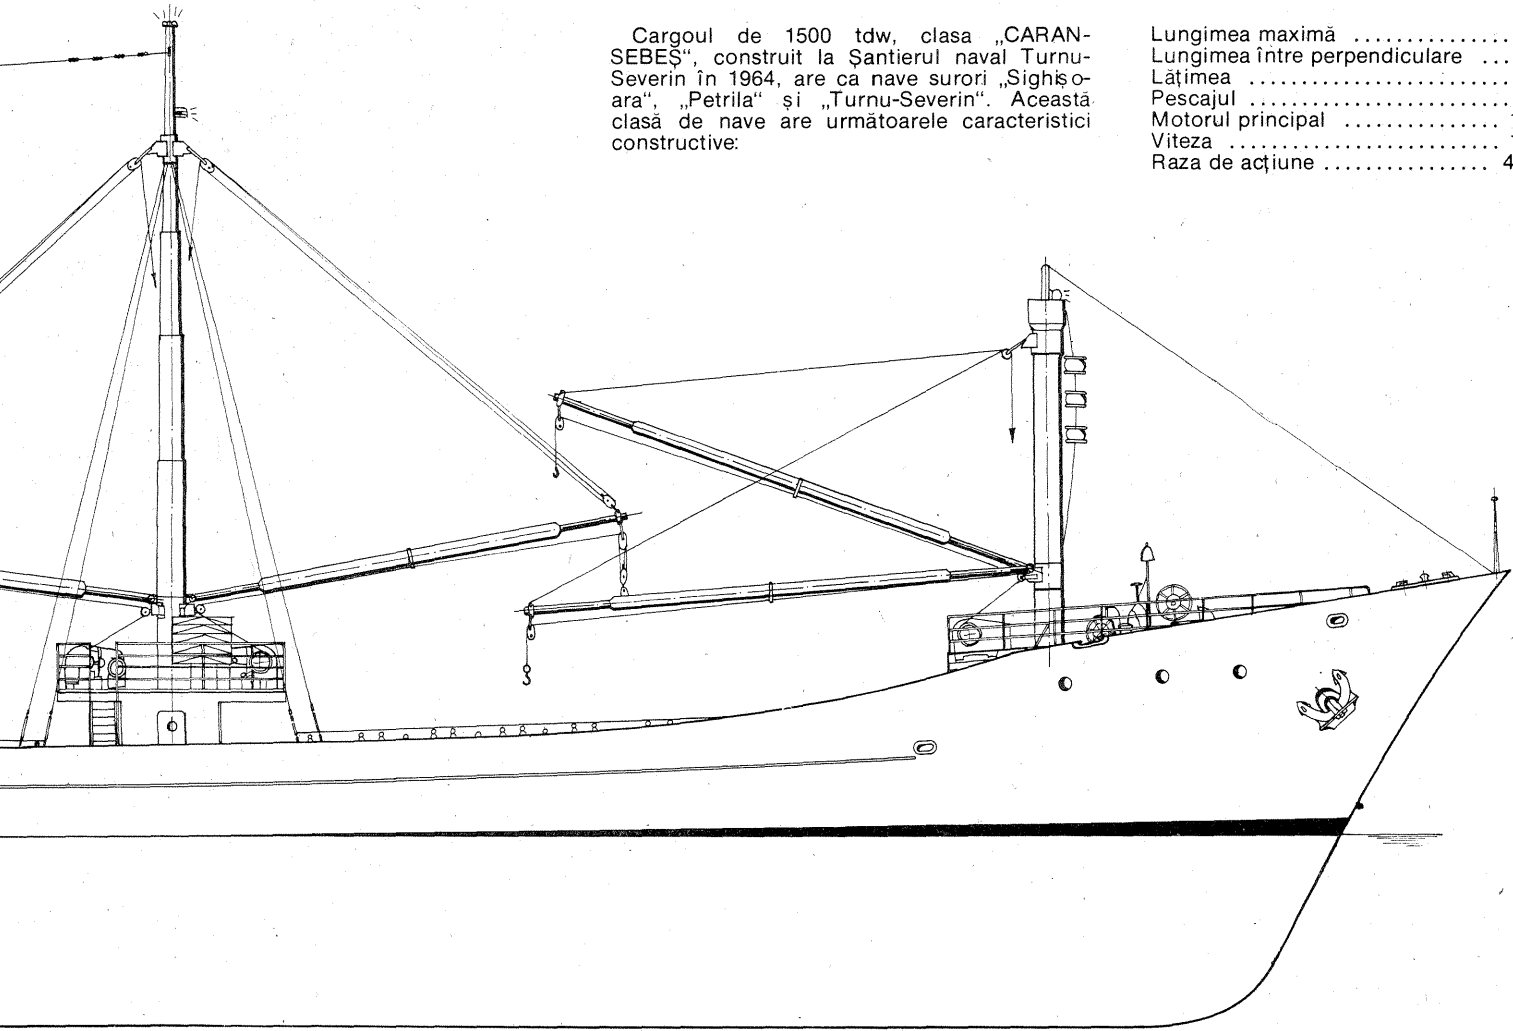 Cargoul de 1500 tdw, clasa „CARAN-
SEBEȘ“, construit la Șantierul naval Turnu-
Severin în 1964, are ca nave surori „Sighișo-
ara“, „Petrila“ și „Turnu-Severin“. Această
clasă de nave are următoarele caracteristici
constructive:
Lungimea maximă ...............
Lungimea între perpendiculare ...
Lățimea .........................
Pescajul .........................
Motorul principal ...............
Viteza ..........................
Raza de acțiune ................ 4